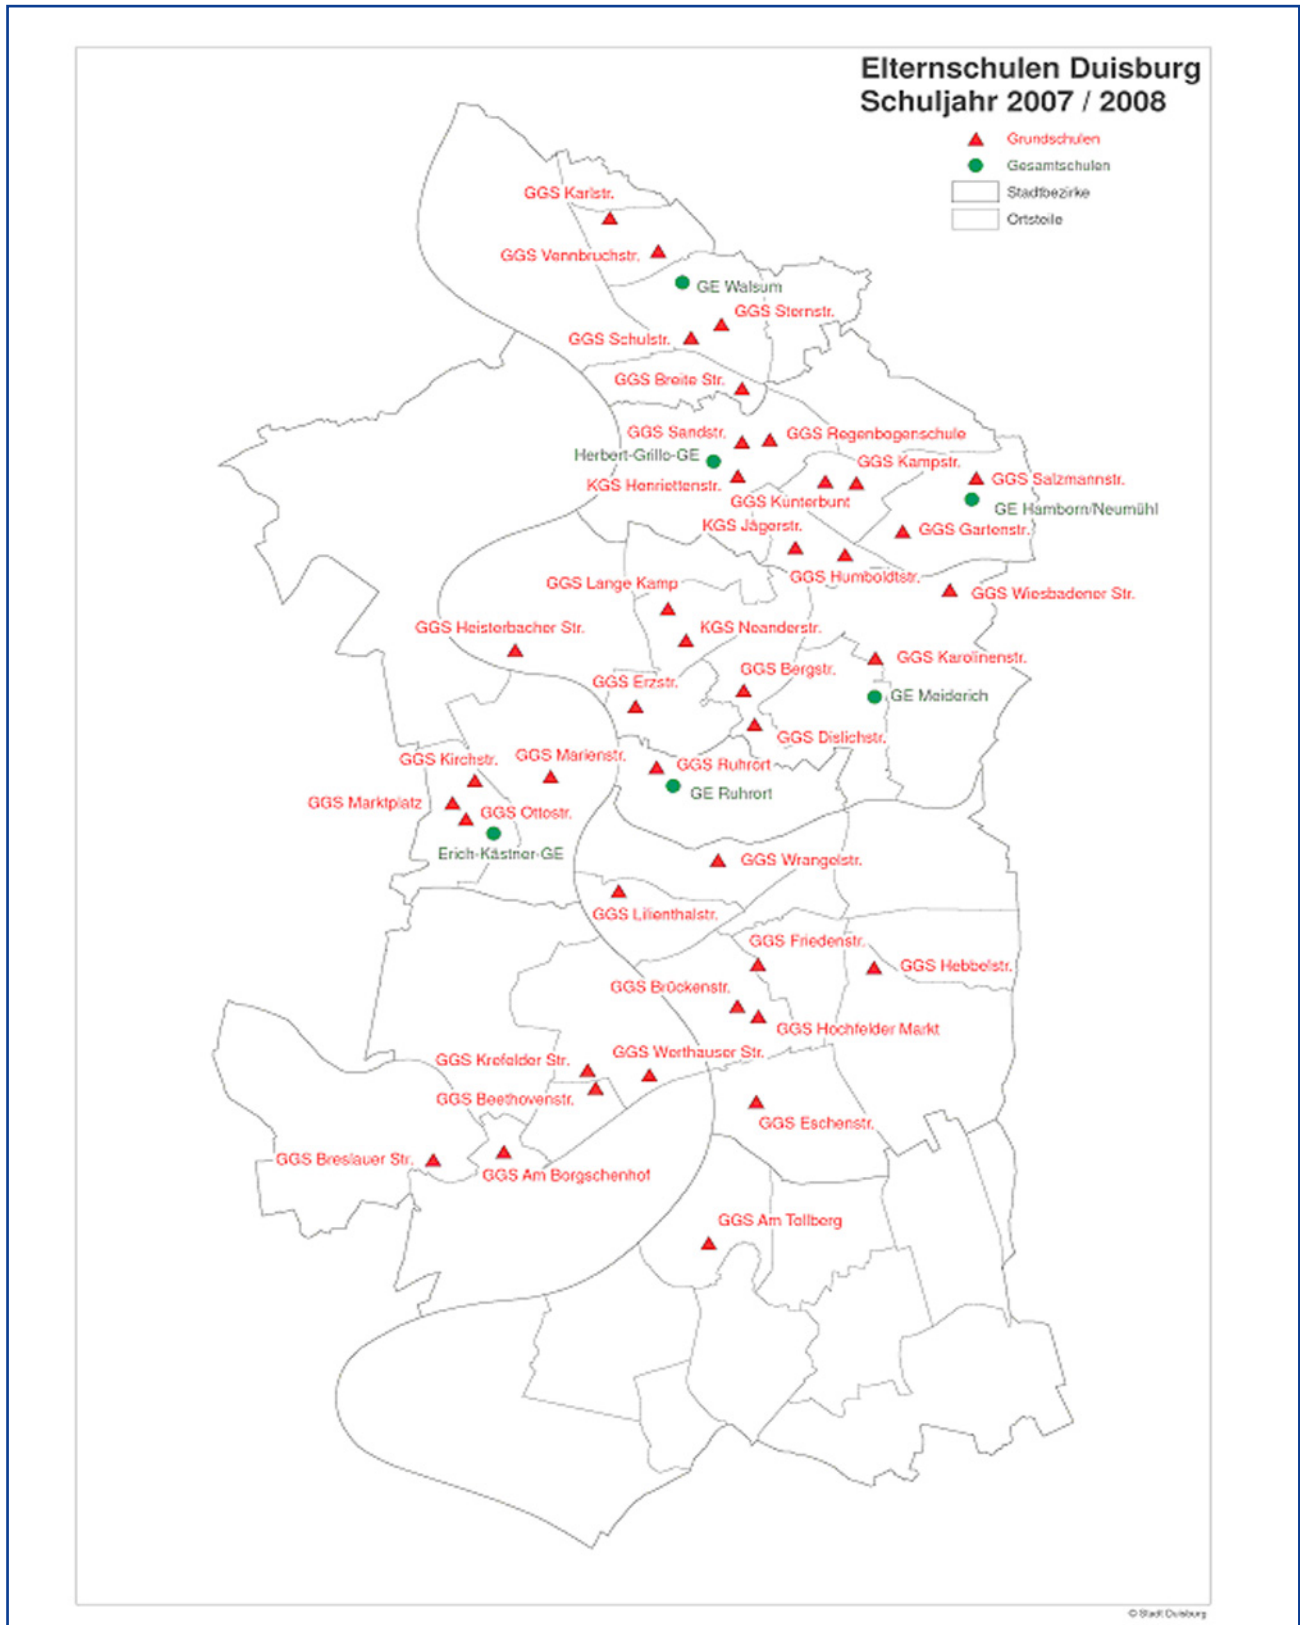 Elternschulen Duisburg
Schuljahr 2007 / 2008
Grundschulen
Gesamtschulen
Stadtbezirke
Ortsteile
GGS Karlstr.
GGS Vennbruchstr.
GE Walsum
GGS Sternstr.
GGS Schulstr.
GGS Breite Str.
GGS Sandstr.
GGS Regenbogenschule
Herbert-Grillo-GE
GGS Kampstr.
KGS Henriettenstr.
GGS Salzmannstr.
GGS Kunterbunt
GE Hamborn/Neumühl
KGS Jägerstr.
GGS Gartenstr.
GGS Humboldtstr.
GGS Lange Kamp
GGS Wiesbadener Str.
GGS Heisterbacher Str.
KGS Neanderstr.
GGS Karolinenstr.
GGS Bergstr.
GGS Erzstr.
GE Meiderich
GGS Dislichstr.
GGS Kirchstr.
GGS Marienstr.
GGS Ruhrort
GE Ruhrort
GGS Marktplatz
GGS Ottostr.
Erich-Kästner-GE
GGS Wrangelstr.
GGS Lilienthalstr.
GGS Friedenstr.
GGS Hebbelstr.
GGS Brückenstr.
GGS Hochfelder Markt
GGS Werthauser Str.
GGS Krefelder Str.
GGS Beethovenstr.
GGS Eschenstr.
GGS Breslauer Str.
GGS Am Borgschenhof
GGS Am Tollberg
© Stadt Duisburg